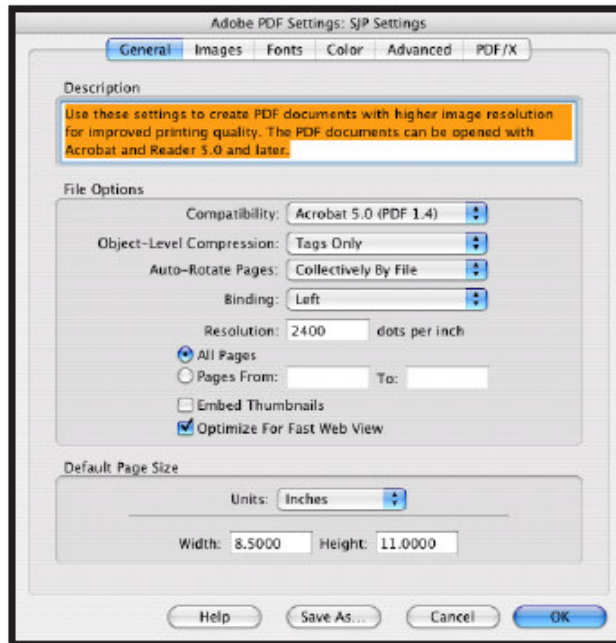 Adobe PDF Settings: SJP Settings
General Images Fonts Color Advanced PDF/X
Description
Use these settings to create PDF documents with higher image resolution
for improved printing quality. The PDF documents can be opened with
Acrobat and Reader 5.0 and later.
File Options
Compatibility: Acrobat 5.0 (PDF 1.4)
Object-Level Compression: Tags Only
Auto-Rotate Pages: Collectively By File
Binding: Left
Resolution: 2400 dots per inch
All Pages
Pages From: To:
Embed Thumbnails
Optimize For Fast Web View
Default Page Size
Units: Inches
Width: 8.5000 Height: 11.0000
Help Save As... Cancel OK